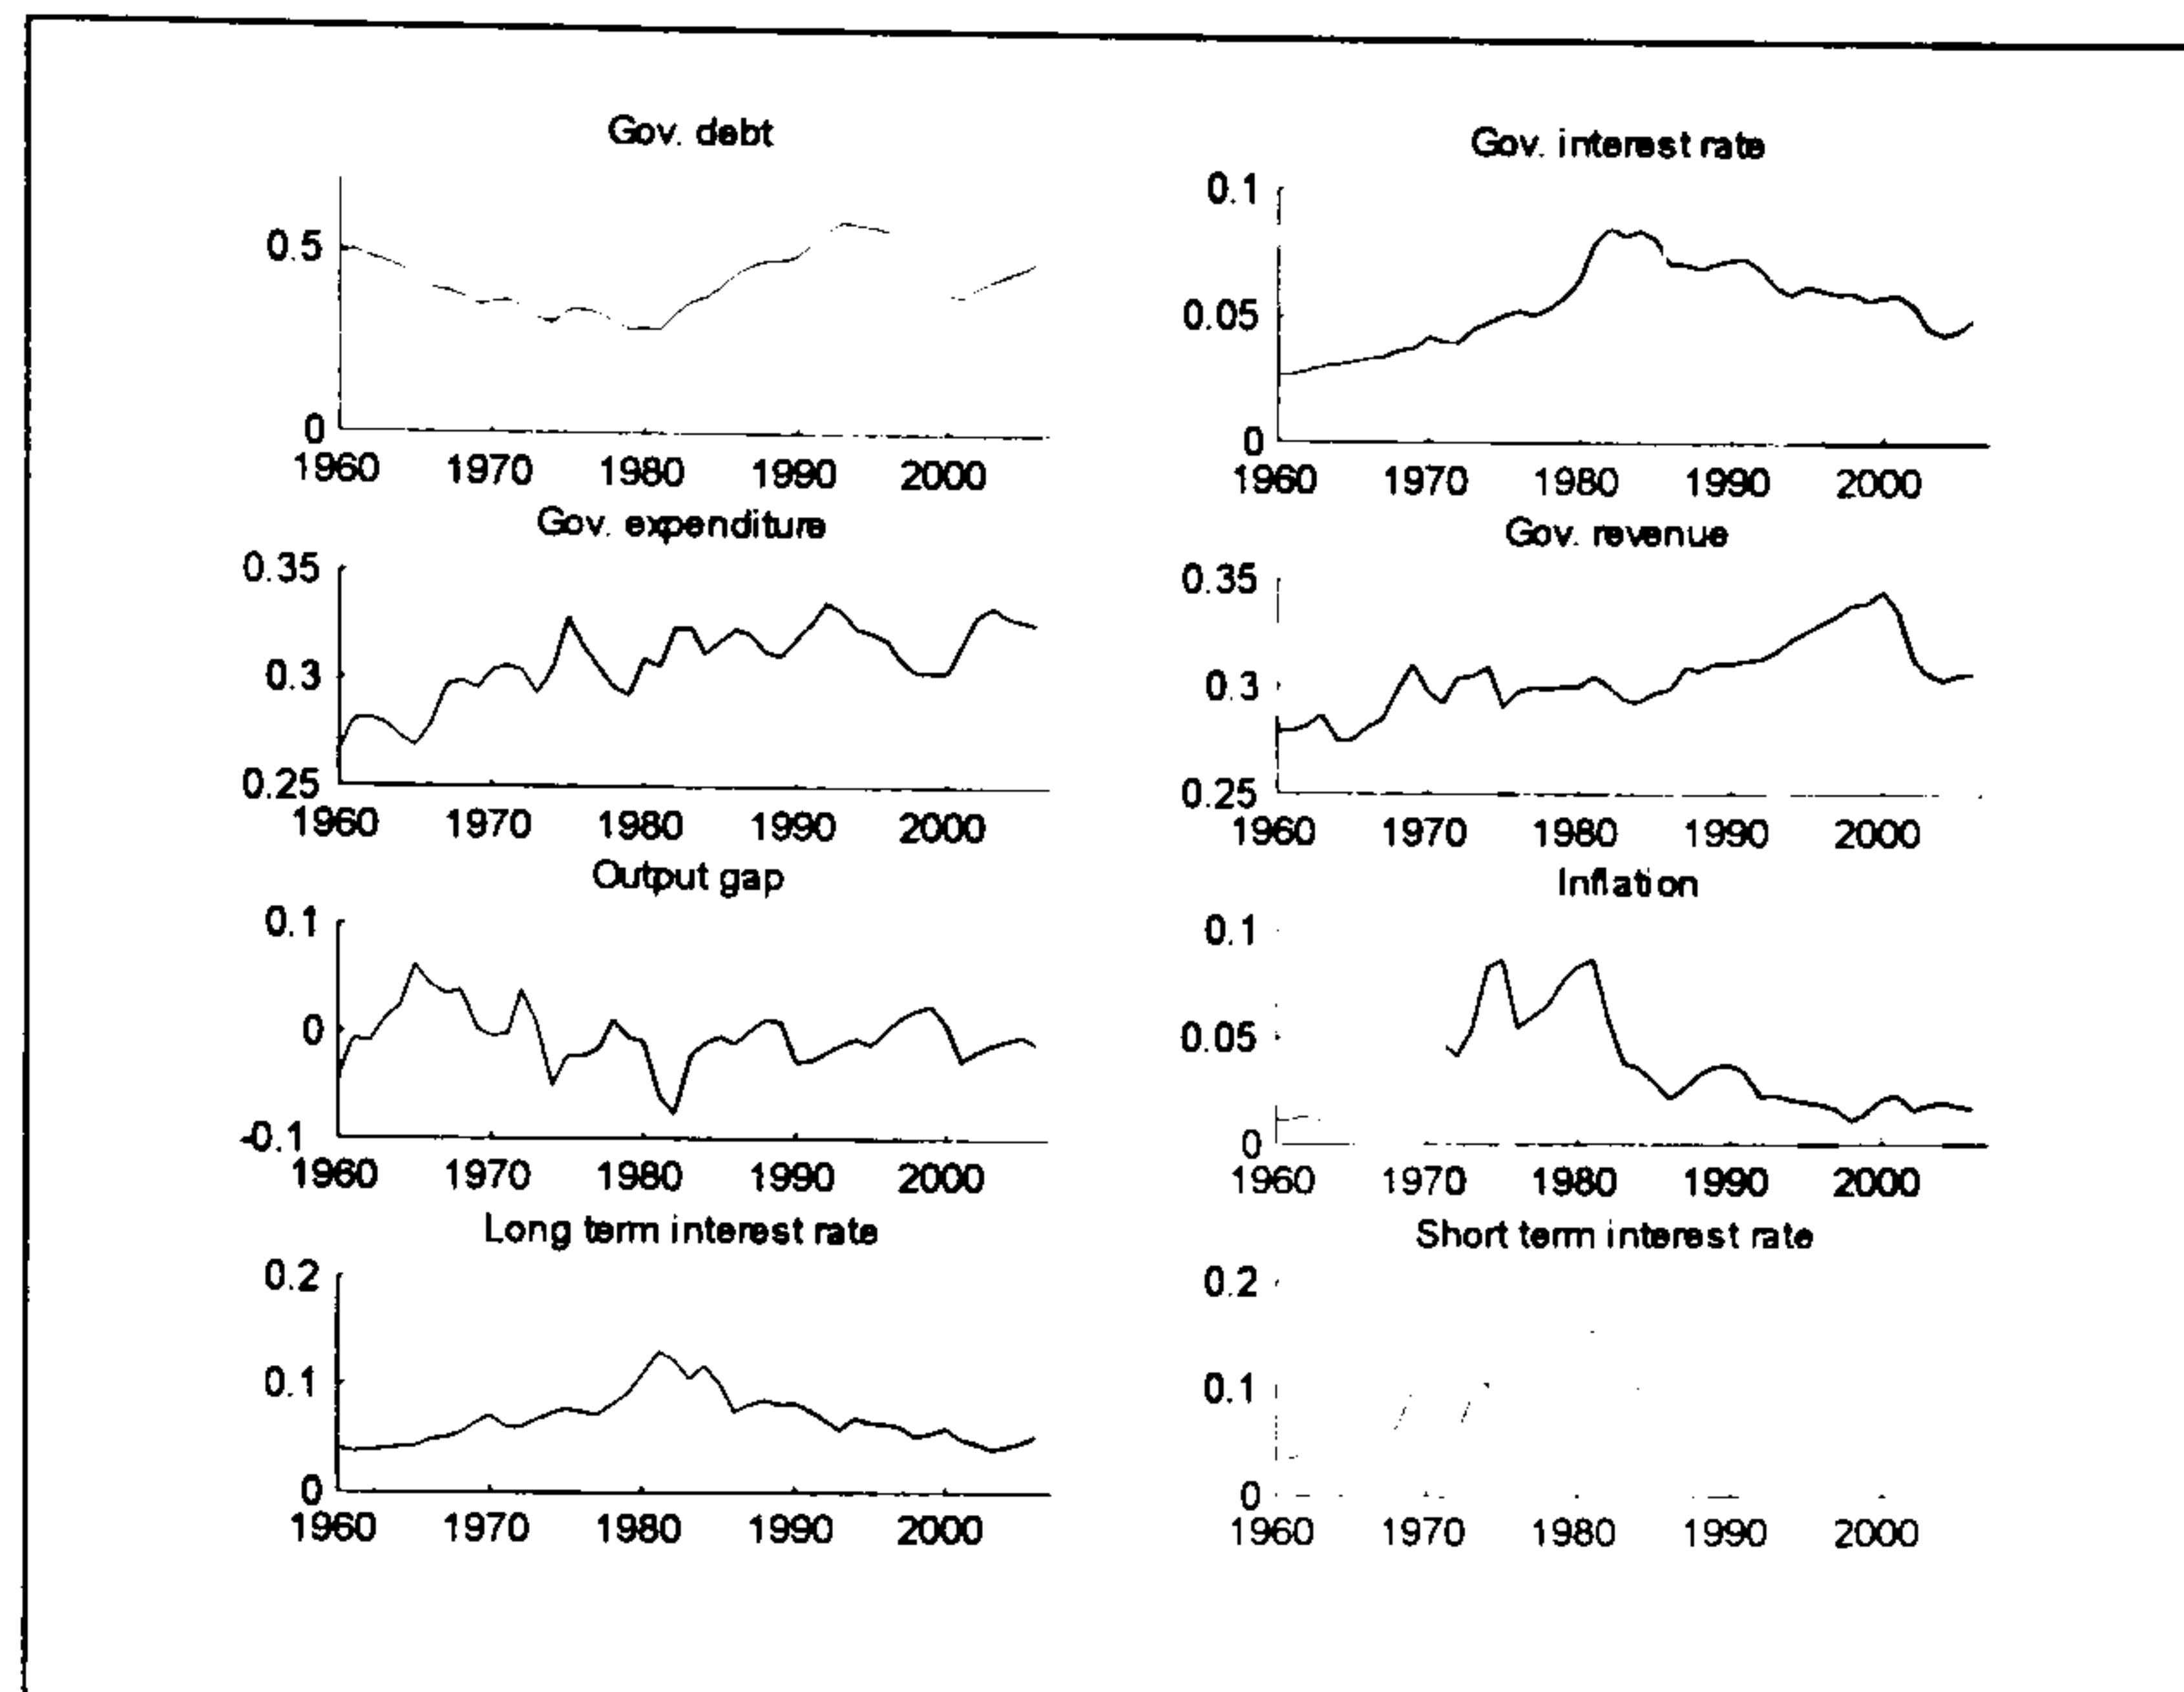 Gov. debt
Gov. interest rate
0.5
0
1960 1970 1980 1990 2000
0.1
0.05
0
1960 1970 1980 1990 2000
Gov. expenditure
Gov. revenue
0.35
0.3
0.25
1960 1970 1980 1990 2000
0.35
0.3
0.25
1960 1970 1980 1990 2000
Output gap
Inflation
0.1
0
-0.1
1960 1970 1980 1990 2000
0.1
0.05
0
1960 1970 1980 1990 2000
Long term interest rate
Short term interest rate
0.2
0.1
0
1960 1970 1980 1990 2000
0.2
0.1
0
1960 1970 1980 1990 2000